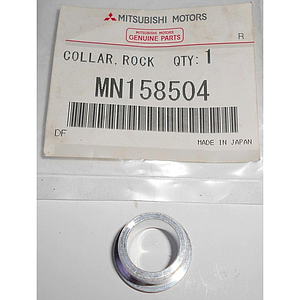 MITSUBISHI MOTORS
MITSUBISHI MOTORS
GENUINE PARTS
R
COLLAR, ROCK QTY: 1
MN158504
DF
MADE IN JAPAN